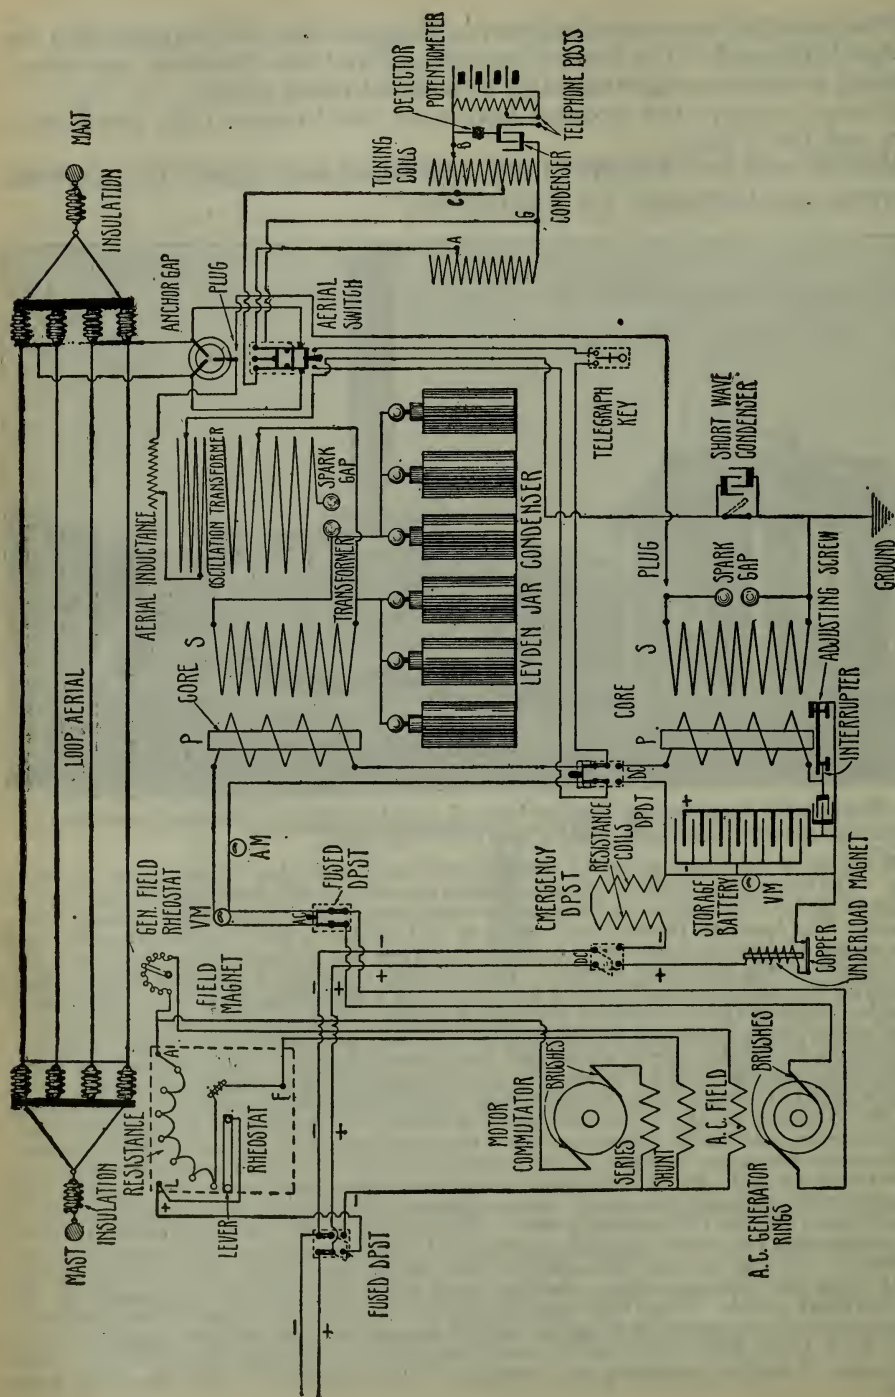 MAST
INSULATION
LOOP AERIAL
INSULATION
MAST
RESISTANCE
A
L
+
LEVER
RHEOSTAT
F
FIELD
MAGNET
GEN. FIELD
RHEOSTAT
VM
AM
AC
FUSED
DPST
FUSED DPST
-
+
-
+
-
-
+
-
+
P
CORE
S
TRANSFORMER
AERIAL INDUCTANCE
OSCILLATION TRANSFORMER
SPARK
GAP
ANCHOR GAP
PLUG
AERIAL
SWITCH
LEYDEN JAR CONDENSER
TUNING
COILS
DETECTOR
POTENTIOMETER
B
C
G
A
CONDENSER
TELEPHONE POSTS
TELEGRAPH
KEY
MOTOR
COMMUTATOR
BRUSHES
SERIES
SHUNT
A.C. FIELD
BRUSHES
A.C. GENERATOR
RINGS
EMERGENCY
DPST
DC
-
+
RESISTANCE
COILS
DPDT
DC
STORAGE
BATTERY
-
+
VM
COPPER
UNDERLOAD MAGNET
P
CORE
S
PLUG
SPARK
GAP
ADJUSTING SCREW
INTERRUPTER
SHORT WAVE
CONDENSER
GROUND